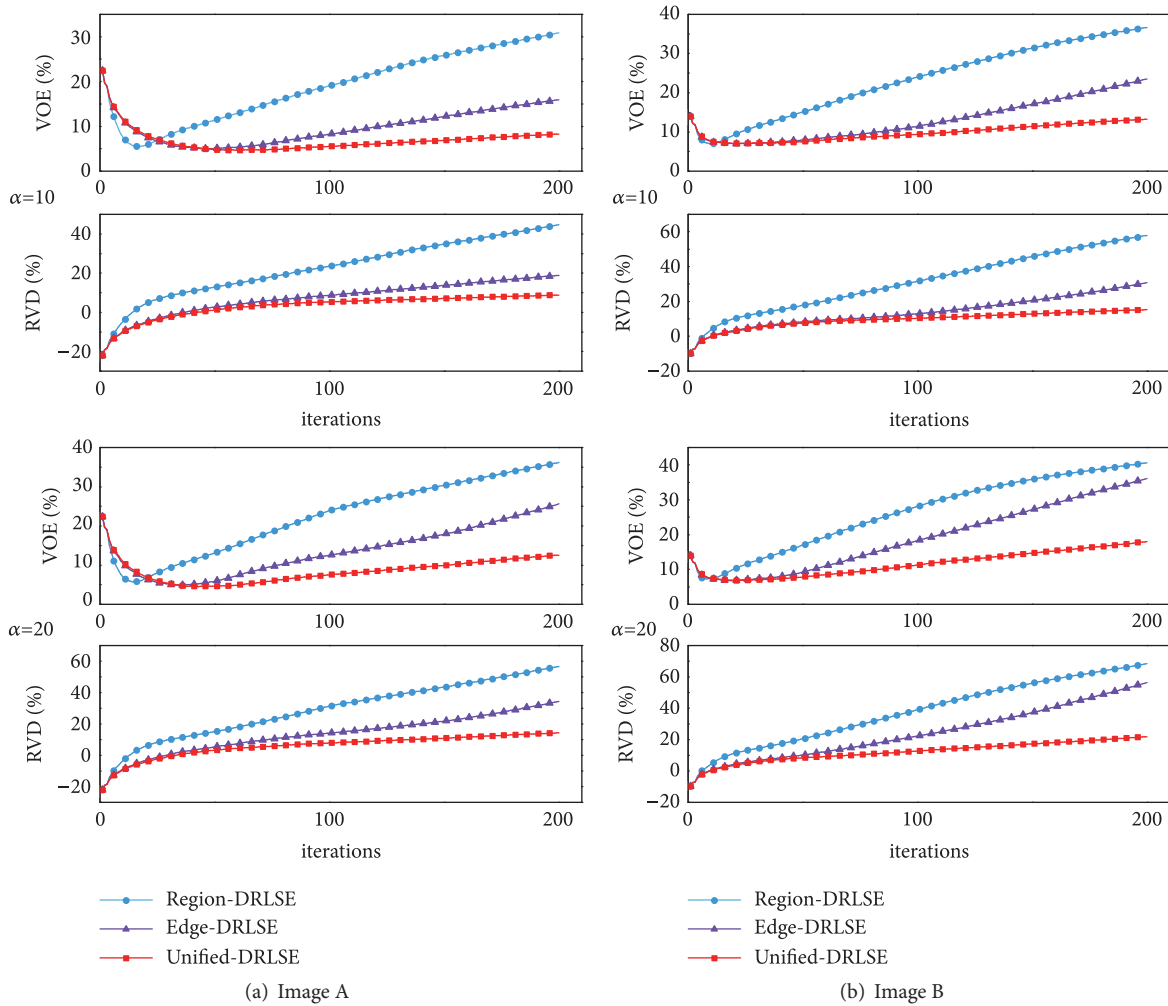 30
20
10
0
VOE (%)
0 100 200
α=10
40
20
0
−20
RVD (%)
0 100 200
iterations
40
30
20
10
0
VOE (%)
0 100 200
α=20
60
40
20
0
−20
RVD (%)
0 100 200
iterations
Region-DRLSE
Edge-DRLSE
Unified-DRLSE
(a) Image A
40
30
20
10
0
VOE (%)
0 100 200
α=10
60
40
20
0
−20
RVD (%)
0 100 200
iterations
40
30
20
10
0
VOE (%)
0 100 200
α=20
80
60
40
20
0
−20
RVD (%)
0 100 200
iterations
Region-DRLSE
Edge-DRLSE
Unified-DRLSE
(b) Image B